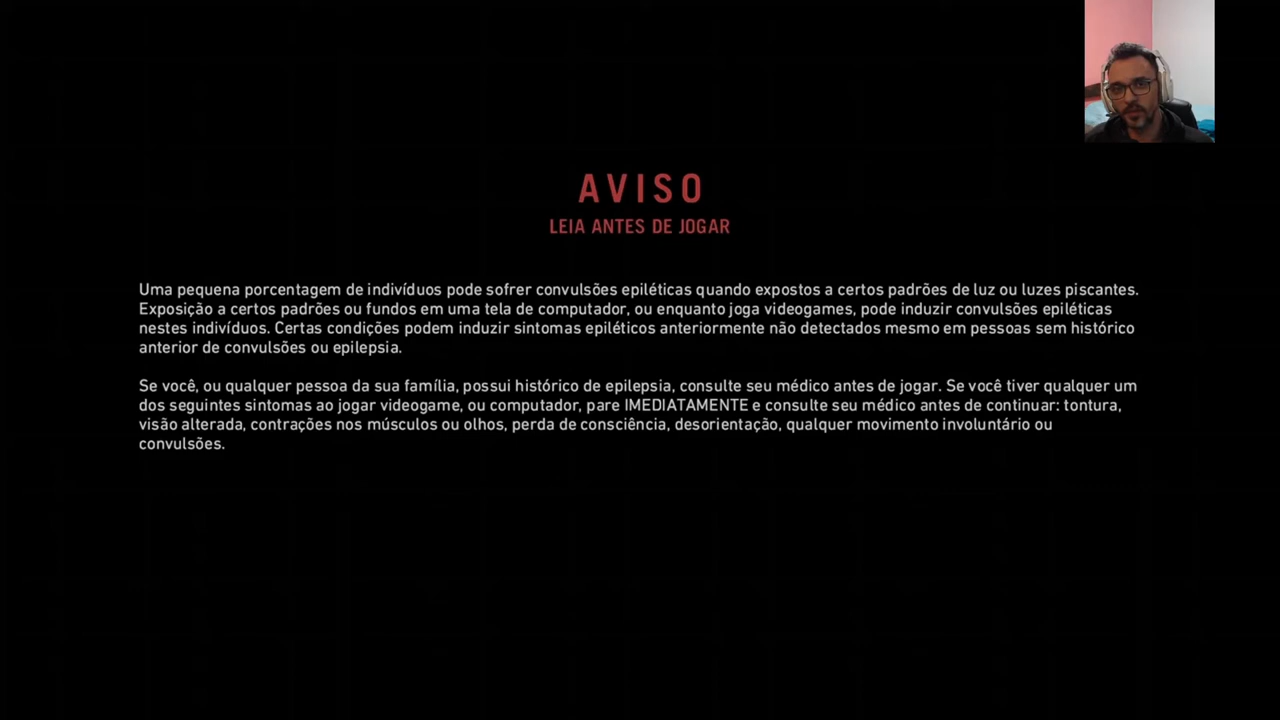 AVISO
LEIA ANTES DE JOGAR
Uma pequena porcentagem de indivíduos pode sofrer convulsões epiléticas quando expostos a certos padrões de luz ou luzes piscantes.
Exposição a certos padrões ou fundos em uma tela de computador, ou enquanto joga videogames, pode induzir convulsões epiléticas
nestes indivíduos. Certas condições podem induzir sintomas epiléticos anteriormente não detectados mesmo em pessoas sem histórico
anterior de convulsões ou epilepsia.
Se você, ou qualquer pessoa da sua família, possui histórico de epilepsia, consulte seu médico antes de jogar. Se você tiver qualquer um
dos seguintes sintomas ao jogar videogame, ou computador, pare IMEDIATAMENTE e consulte seu médico antes de continuar: tontura,
visão alterada, contrações nos músculos ou olhos, perda de consciência, desorientação, qualquer movimento involuntário ou
convulsões.